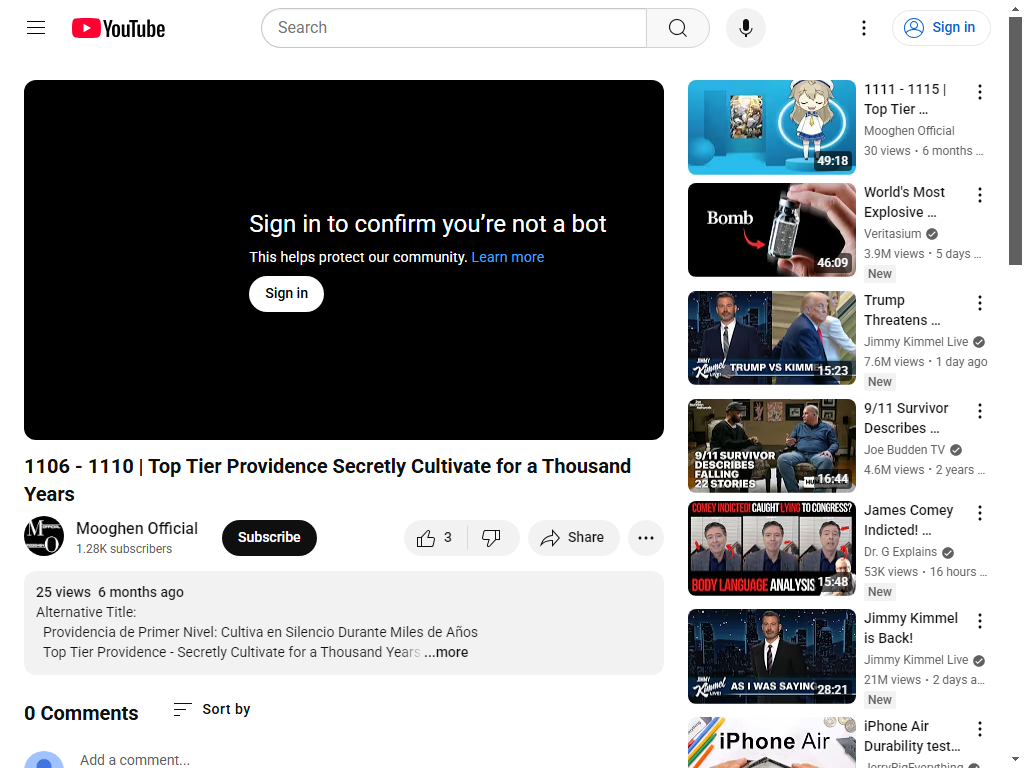 YouTube
Search
Sign in
Sign in to confirm you’re not a bot
This helps protect our community. Learn more
Sign in
1106 - 1110 | Top Tier Providence Secretly Cultivate for a Thousand
Years
Mooghen Official
1.28K subscribers
Subscribe
3
Share
25 views 6 months ago
Alternative Title:
Providencia de Primer Nivel: Cultiva en Silencio Durante Miles de Años
Top Tier Providence - Secretly Cultivate for a Thousand Years ...more
0 Comments
Sort by
Add a comment...
49:18
1111 - 1115 |
Top Tier ...
Mooghen Official
30 views • 6 months ...
Bomb
46:09
World's Most
Explosive ...
Veritasium
3.9M views • 5 days ...
New
JIMMY
Kimmel
LIVE!
TRUMP VS KIMM
15:23
Trump
Threatens ...
Jimmy Kimmel Live
7.6M views • 1 day ago
New
9/11 SURVIVOR
DESCRIBES
FALLING
22 STORIES
16:44
9/11 Survivor
Describes ...
Joe Budden TV
4.6M views • 2 years ...
COMEY INDICTED! CAUGHT LYING TO CONGRESS?
BODY LANGUAGE ANALYSIS
15:48
James Comey
Indicted! ...
Dr. G Explains
53K views • 16 hours ...
New
JIMMY
Kimmel
LIVE!
AS I WAS SAYING
28:21
Jimmy Kimmel
is Back!
Jimmy Kimmel Live
21M views • 2 days a...
New
iPhone Air
iPhone Air
Durability test...
JerryRigEverything